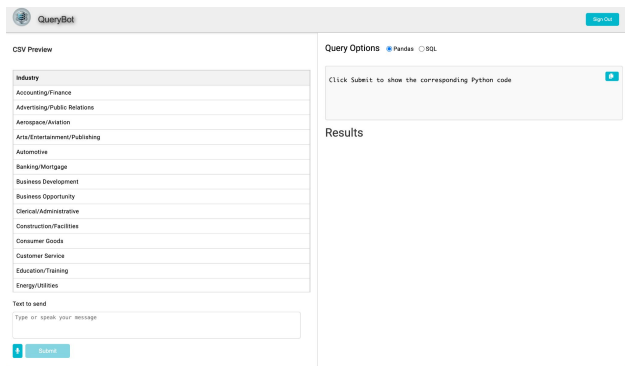 QueryBot
Sign Out
CSV Preview
Industry
Accounting/Finance
Advertising/Public Relations
Aerospace/Aviation
Arts/Entertainment/Publishing
Automotive
Banking/Mortgage
Business Development
Business Opportunity
Clerical/Administrative
Construction/Facilities
Consumer Goods
Customer Service
Education/Training
Energy/Utilities
Text to send
Type or speak your message
Submit
Query Options Pandas SQL
Click Submit to show the corresponding Python code
Results